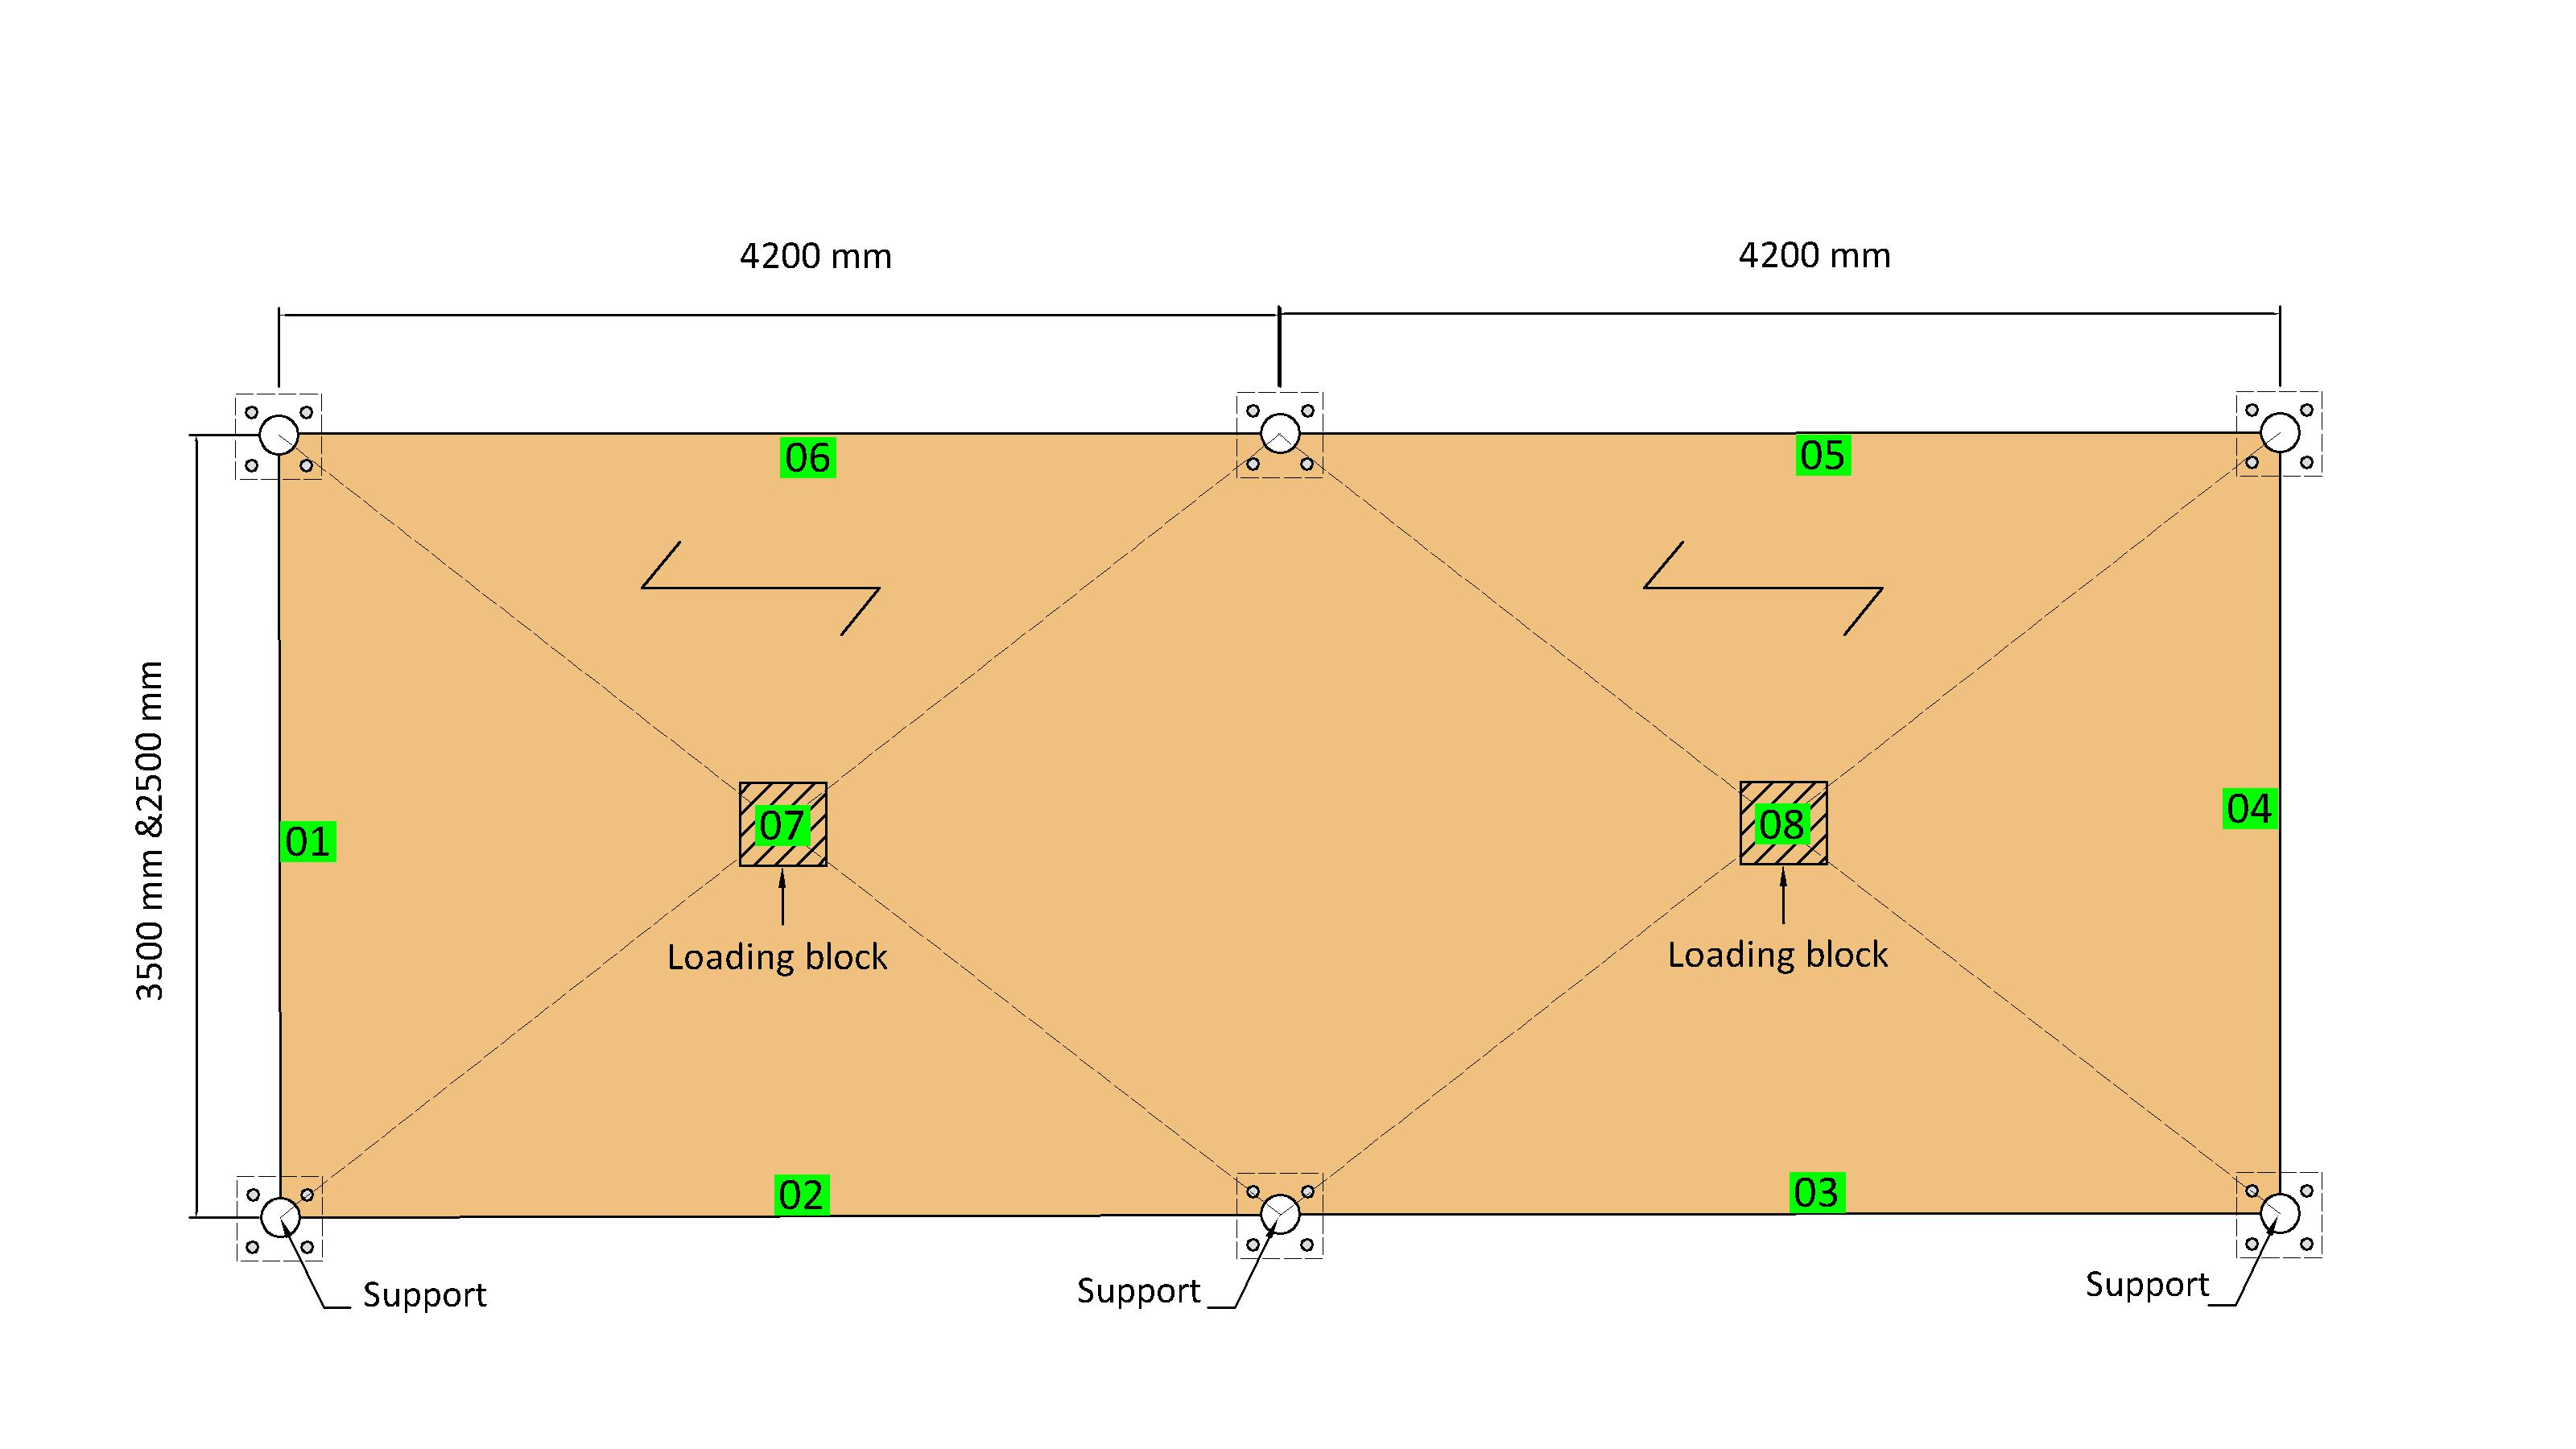 4200 mm
4200 mm
06
05
3500 mm &2500 mm
01
07
08
04
Loading block
Loading block
02
03
Support
Support
Support